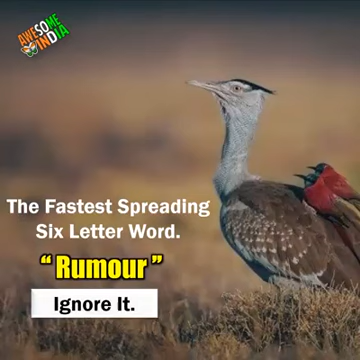 AWESOME
INDIA
The Fastest Spreading
Six Letter Word.
“ Rumour ”
Ignore It.